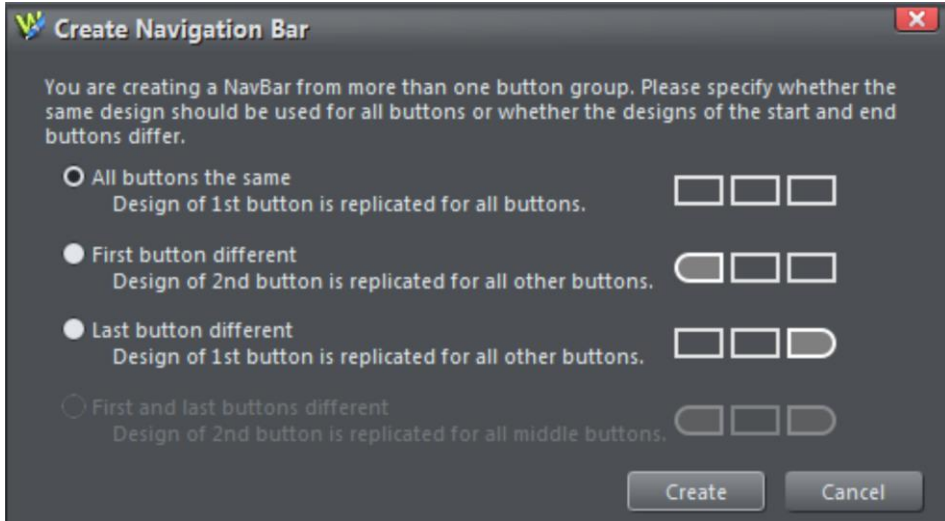 Create Navigation Bar
You are creating a NavBar from more than one button group. Please specify whether the
same design should be used for all buttons or whether the designs of the start and end
buttons differ.
All buttons the same
Design of 1st button is replicated for all buttons.
First button different
Design of 2nd button is replicated for all other buttons.
Last button different
Design of 1st button is replicated for all other buttons.
First and last buttons different
Design of 2nd button is replicated for all middle buttons.
Create Cancel